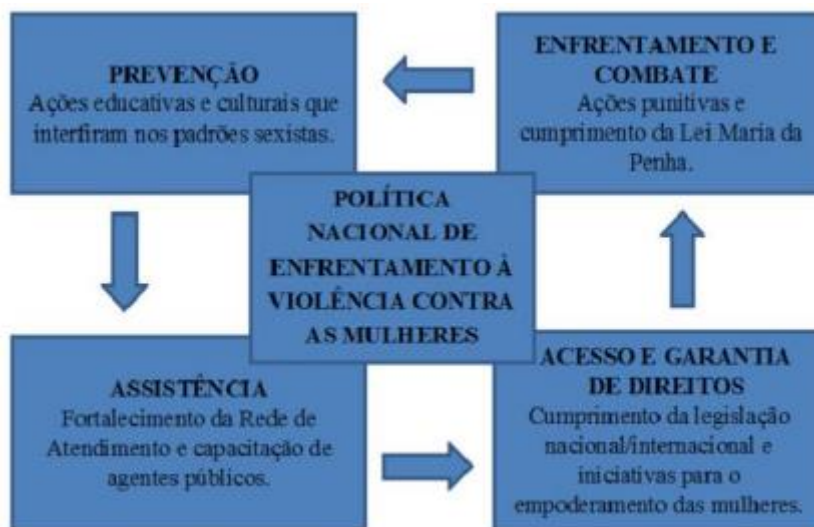 PREVENÇÃO
Ações educativas e culturais que
interfiram nos padrões sexistas.
ENFRENTAMENTO E
COMBATE
Ações punitivas e
cumprimento da Lei Maria da
Penha.
POLÍTICA
NACIONAL DE
ENFRENTAMENTO À
VIOLÊNCIA CONTRA
AS MULHERES
ASSISTÊNCIA
Fortalecimento da Rede de
Atendimento e capacitação de
agentes públicos.
ACESSO E GARANTIA
DE DIREITOS
Cumprimento da legislação
nacional/internacional e
iniciativas para o
empoderamento das mulheres.